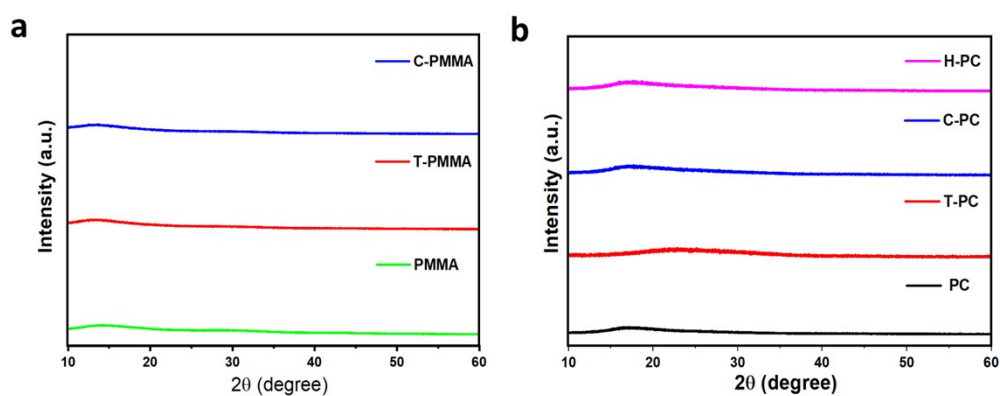 a
C-PMMA
T-PMMA
PMMA
Intensity (a.u.)
10 20 30 40 50 60
2θ (degree)
b
H-PC
C-PC
T-PC
PC
Intensity (a.u.)
10 20 30 40 50 60
2θ (degree)